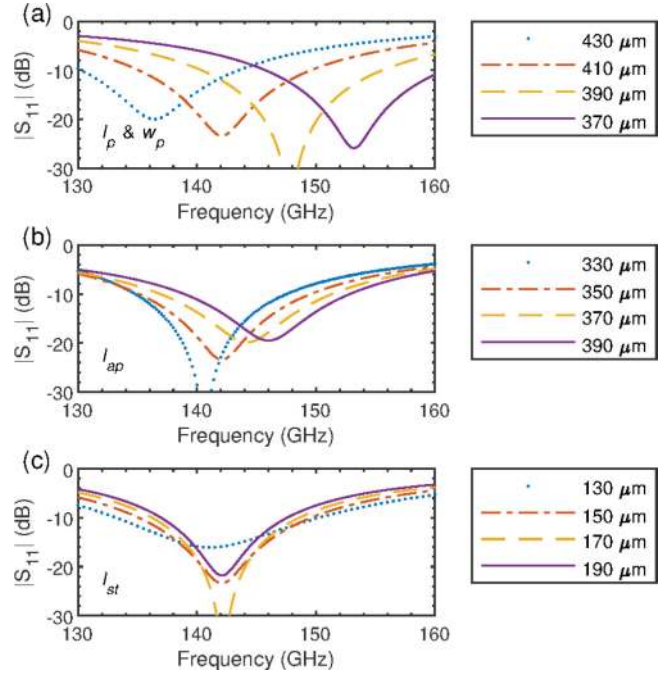 (a)
0
-10
-20
-30
|S11| (dB)
lp & wp
130 140 150 160
Frequency (GHz)
430 µm
410 µm
390 µm
370 µm
(b)
0
-10
-20
-30
|S11| (dB)
lap
130 140 150 160
Frequency (GHz)
330 µm
350 µm
370 µm
390 µm
(c)
0
-10
-20
-30
|S11| (dB)
lst
130 140 150 160
Frequency (GHz)
130 µm
150 µm
170 µm
190 µm